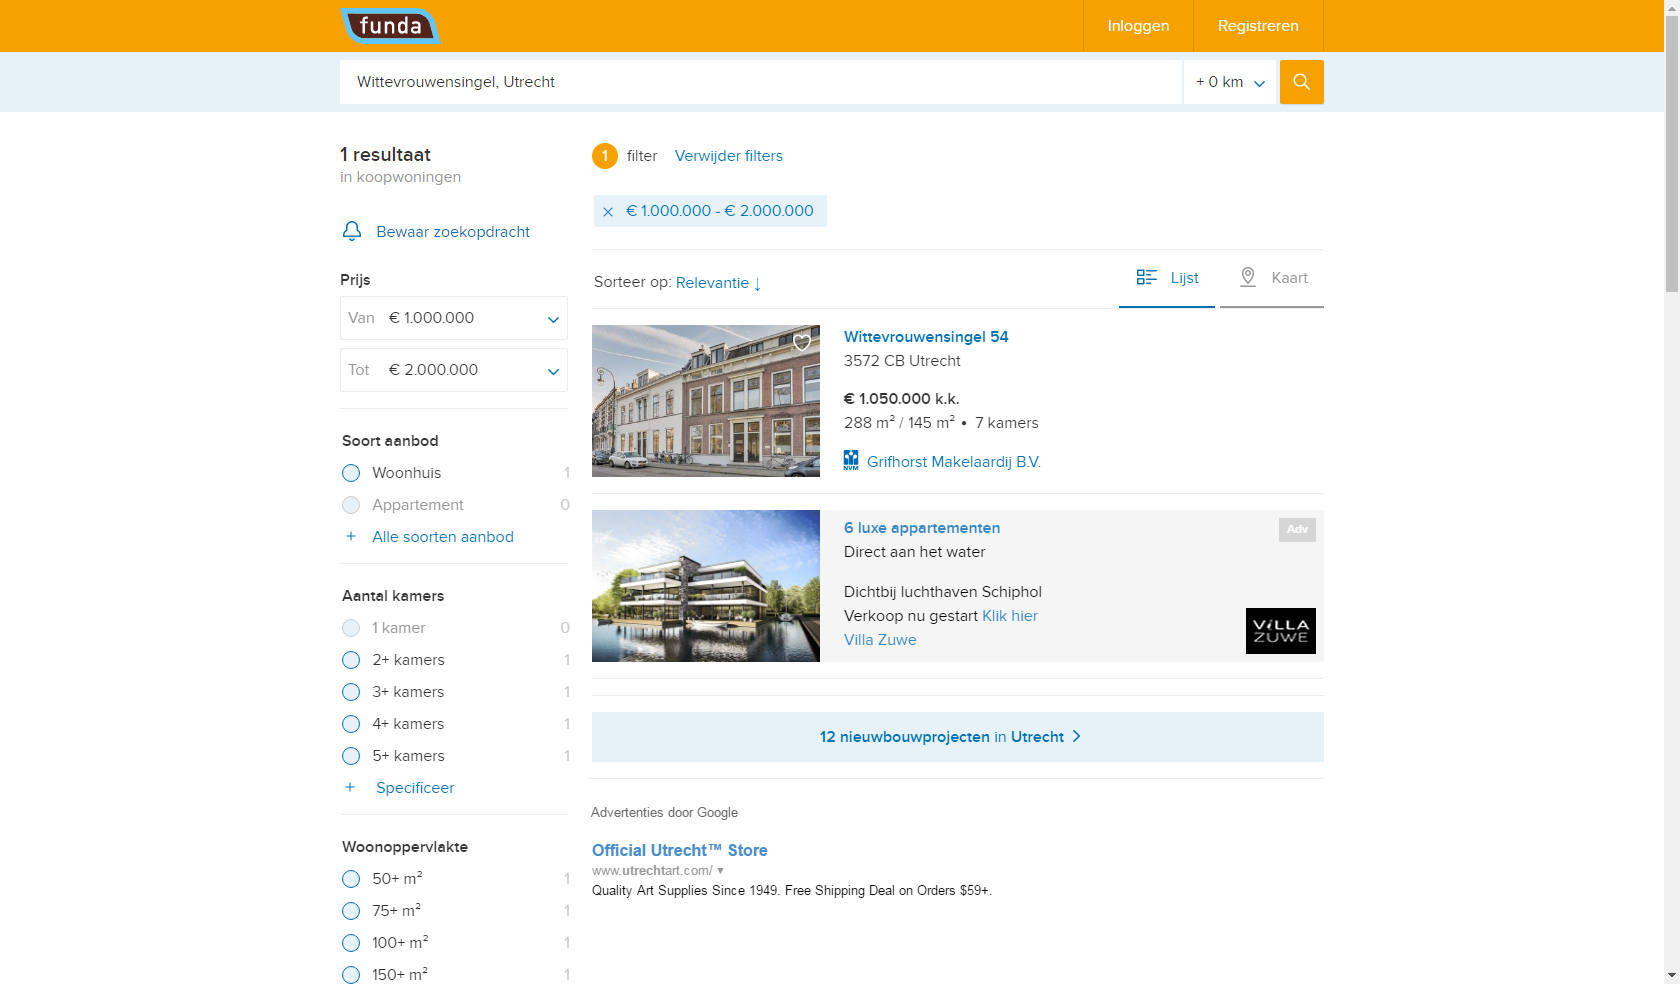 funda
Inloggen
Registreren
Wittevrouwensingel, Utrecht
+ 0 km
1 resultaat
in koopwoningen
Bewaar zoekopdracht
Prijs
Van € 1.000.000
Tot € 2.000.000
Soort aanbod
Woonhuis 1
Appartement 0
+ Alle soorten aanbod
Aantal kamers
1 kamer 0
2+ kamers 1
3+ kamers 1
4+ kamers 1
5+ kamers 1
+ Specificeer
Woonoppervlakte
50+ m² 1
75+ m² 1
100+ m² 1
150+ m² 1
1 filter Verwijder filters
× € 1.000.000 - € 2.000.000
Sorteer op: Relevantie ↓
Lijst
Kaart
Wittevrouwensingel 54
3572 CB Utrecht
€ 1.050.000 k.k.
288 m² / 145 m² • 7 kamers
NVM Grifhorst Makelaardij B.V.
6 luxe appartementen
Adv
Direct aan het water
Dichtbij luchthaven Schiphol
Verkoop nu gestart Klik hier
Villa Zuwe
VILLA
ZUWE
12 nieuwbouwprojecten in Utrecht >
Advertenties door Google
Official Utrecht™ Store
www.utrechtart.com/ ▼
Quality Art Supplies Since 1949. Free Shipping Deal on Orders $59+.